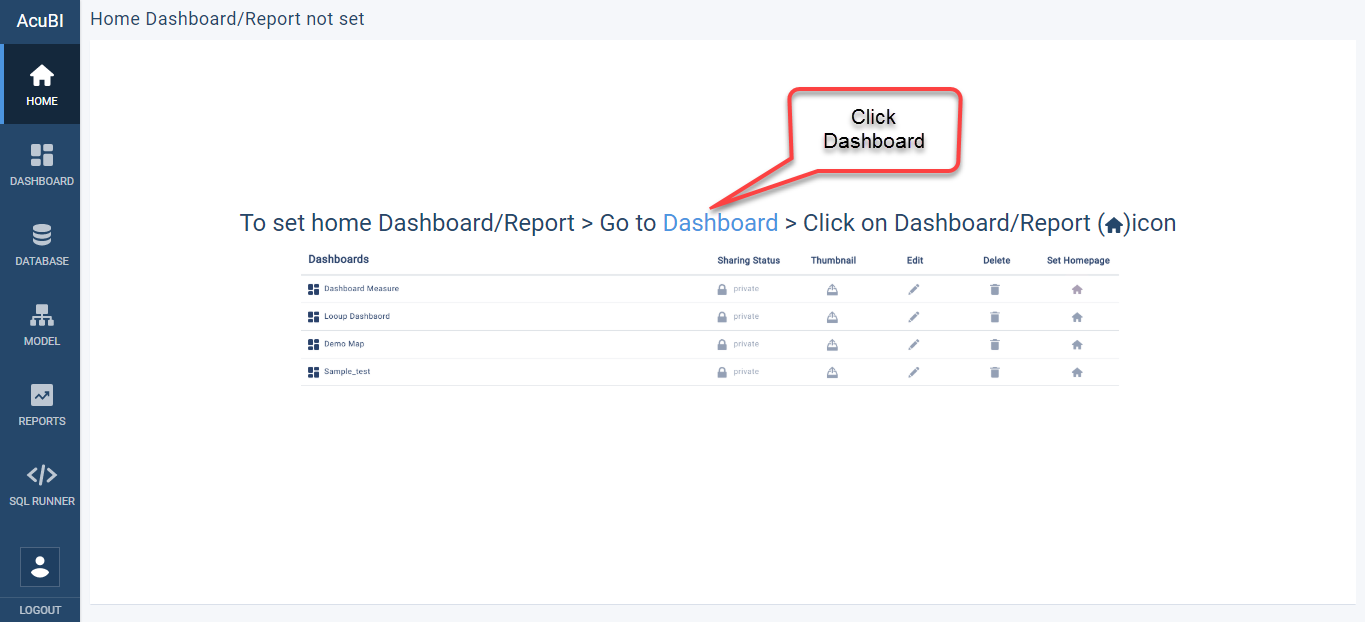 AcuBI
Home Dashboard/Report not set
HOME
DASHBOARD
DATABASE
MODEL
REPORTS
SQL RUNNER
LOGOUT
Click
Dashboard
To set home Dashboard/Report > Go to Dashboard > Click on Dashboard/Report ()icon
Dashboards Sharing Status Thumbnail Edit Delete Set Homepage
Dashboard Measure private
Looup Dashbaord private
Demo Map private
Sample_test private